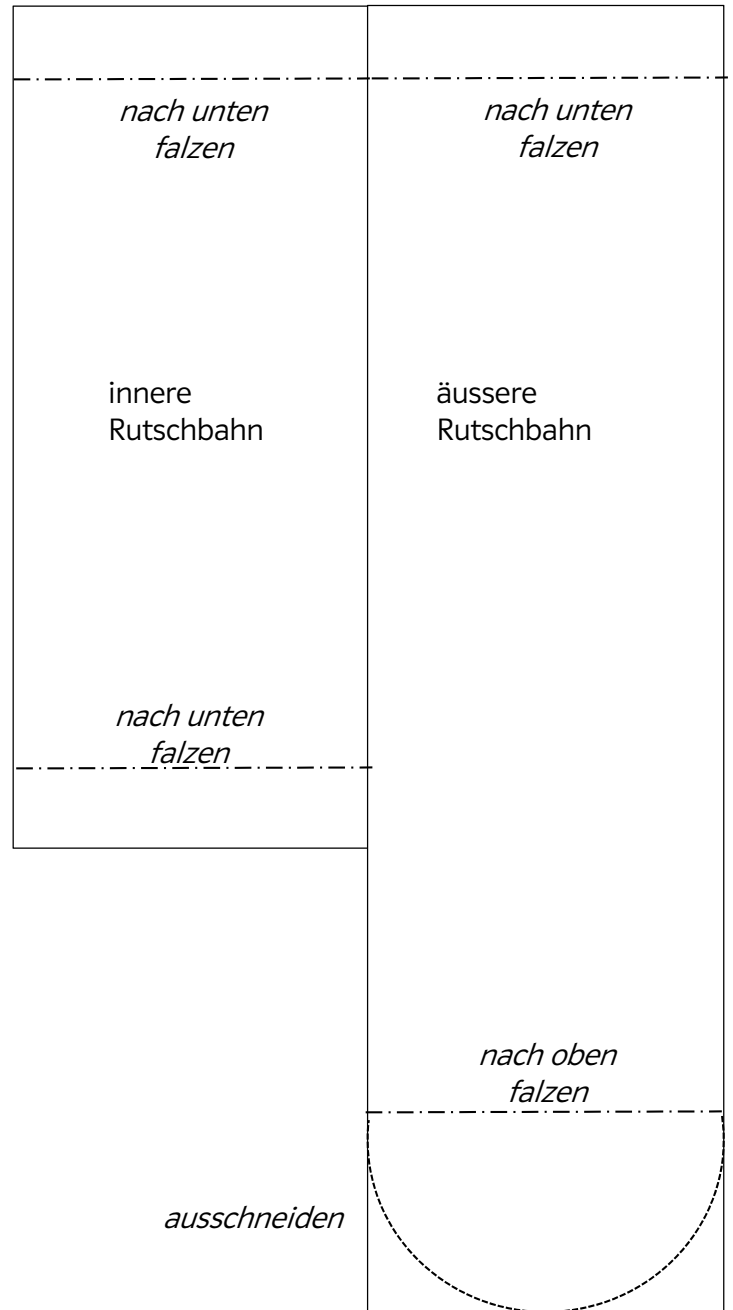 nach unten
falzen
nach unten
falzen
innere
Rutschbahn
äussere
Rutschbahn
nach unten
falzen
nach oben
falzen
ausschneiden